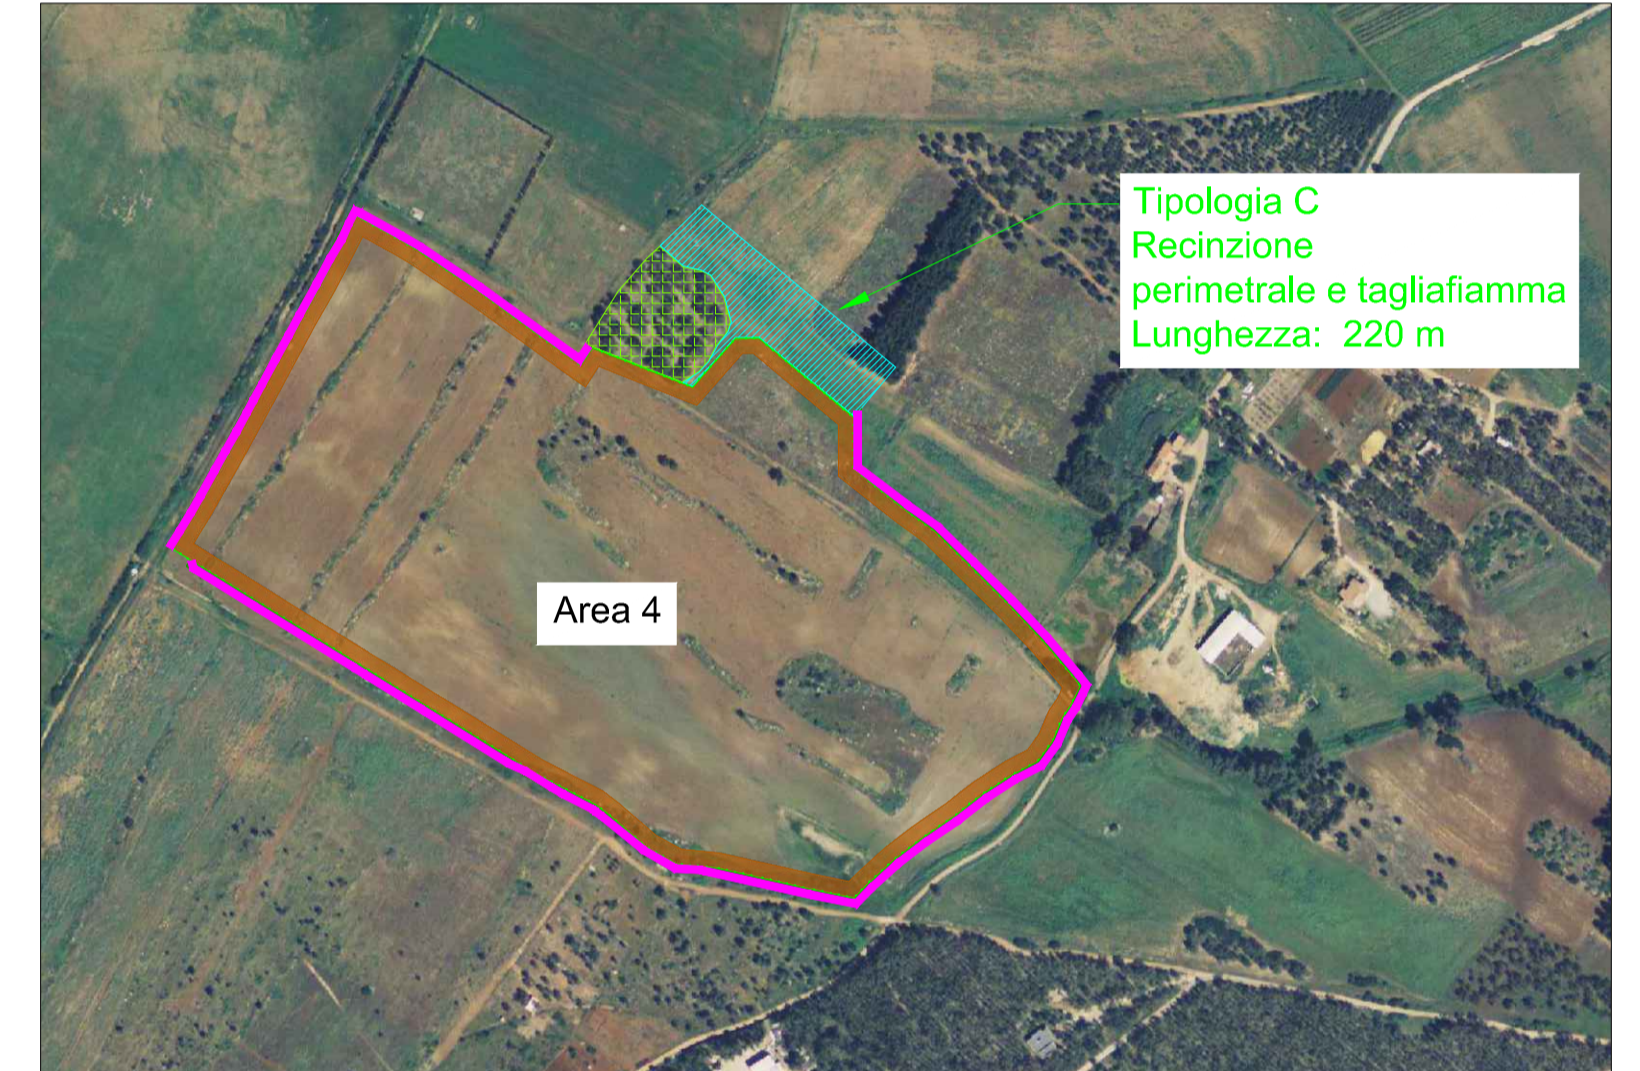 Tipologia C
Recinzione
perimetrale e tagliafiamma
Lunghezza: 220 m
Area 4